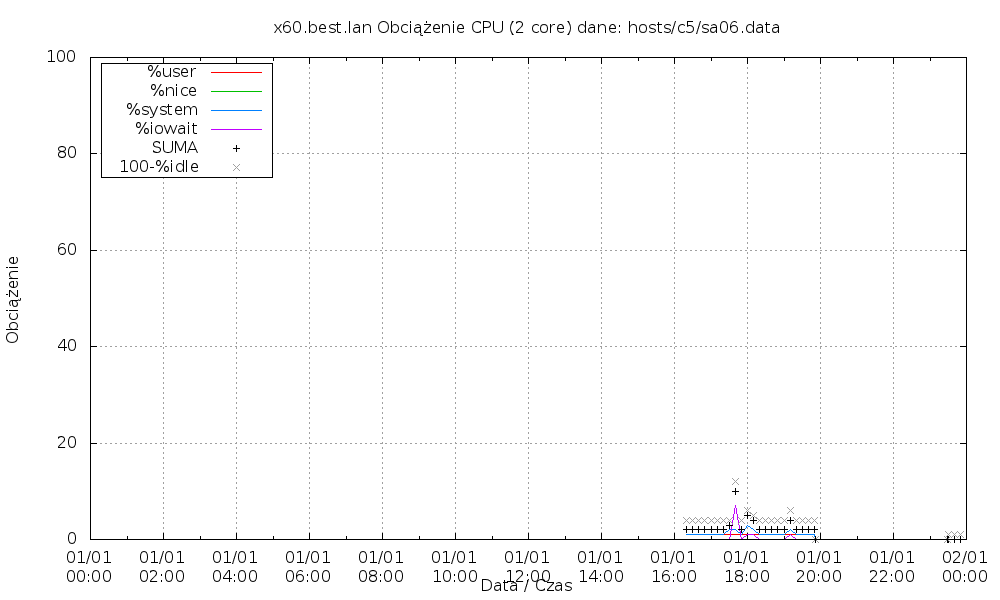 x60.best.lan Obciążenie CPU (2 core) dane: hosts/c5/sa06.data
100
%user
%nice
%system
%iowait
SUMA
100-%idle
80
60
Obciążenie
40
20
0
01/01 01/01 01/01 01/01 01/01 01/01 01/01 01/01 01/01 01/01 01/01 01/01 02/01
00:00 02:00 04:00 06:00 08:00 10:00 12:00 14:00 16:00 18:00 20:00 22:00 00:00
Data / Czas